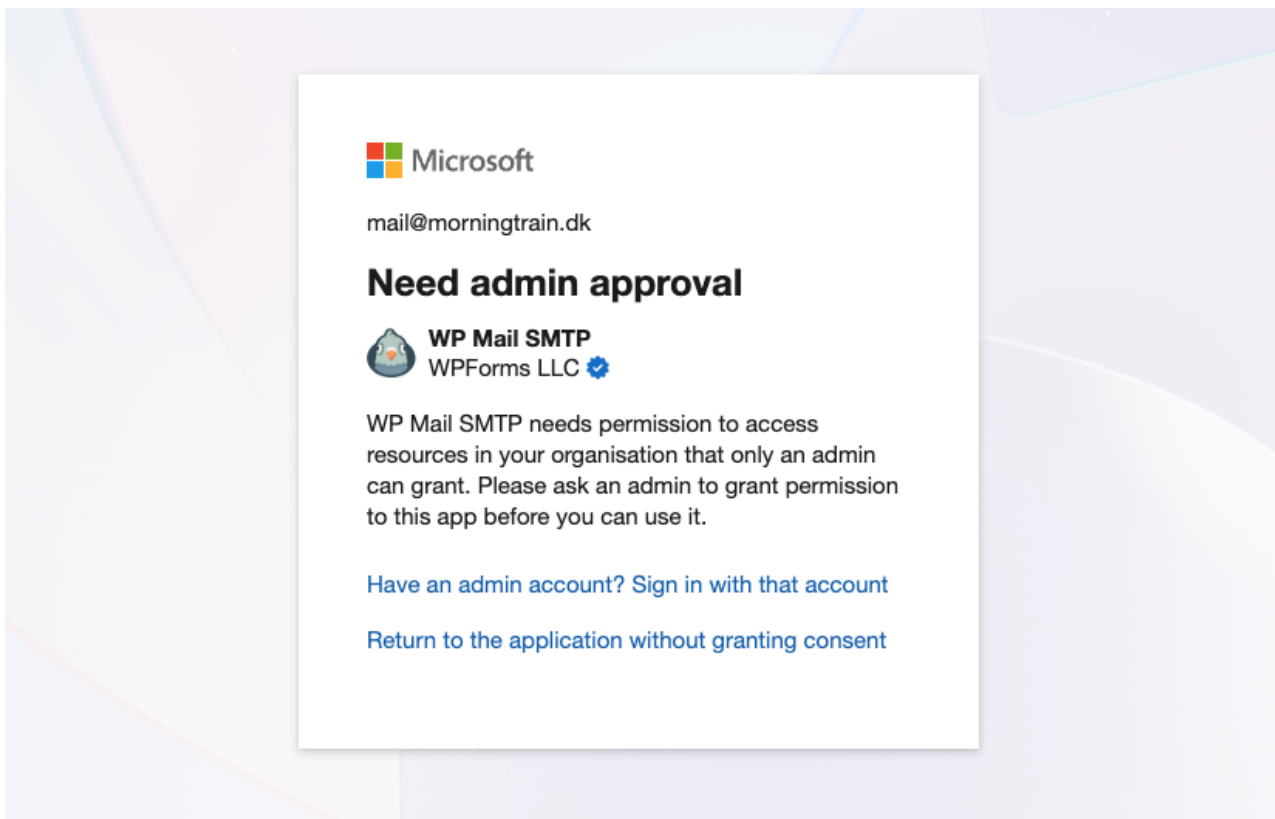 Microsoft
mail@morningtrain.dk
Need admin approval
WP Mail SMTP
WPForms LLC
WP Mail SMTP needs permission to access
resources in your organisation that only an admin
can grant. Please ask an admin to grant permission
to this app before you can use it.
Have an admin account? Sign in with that account
Return to the application without granting consent